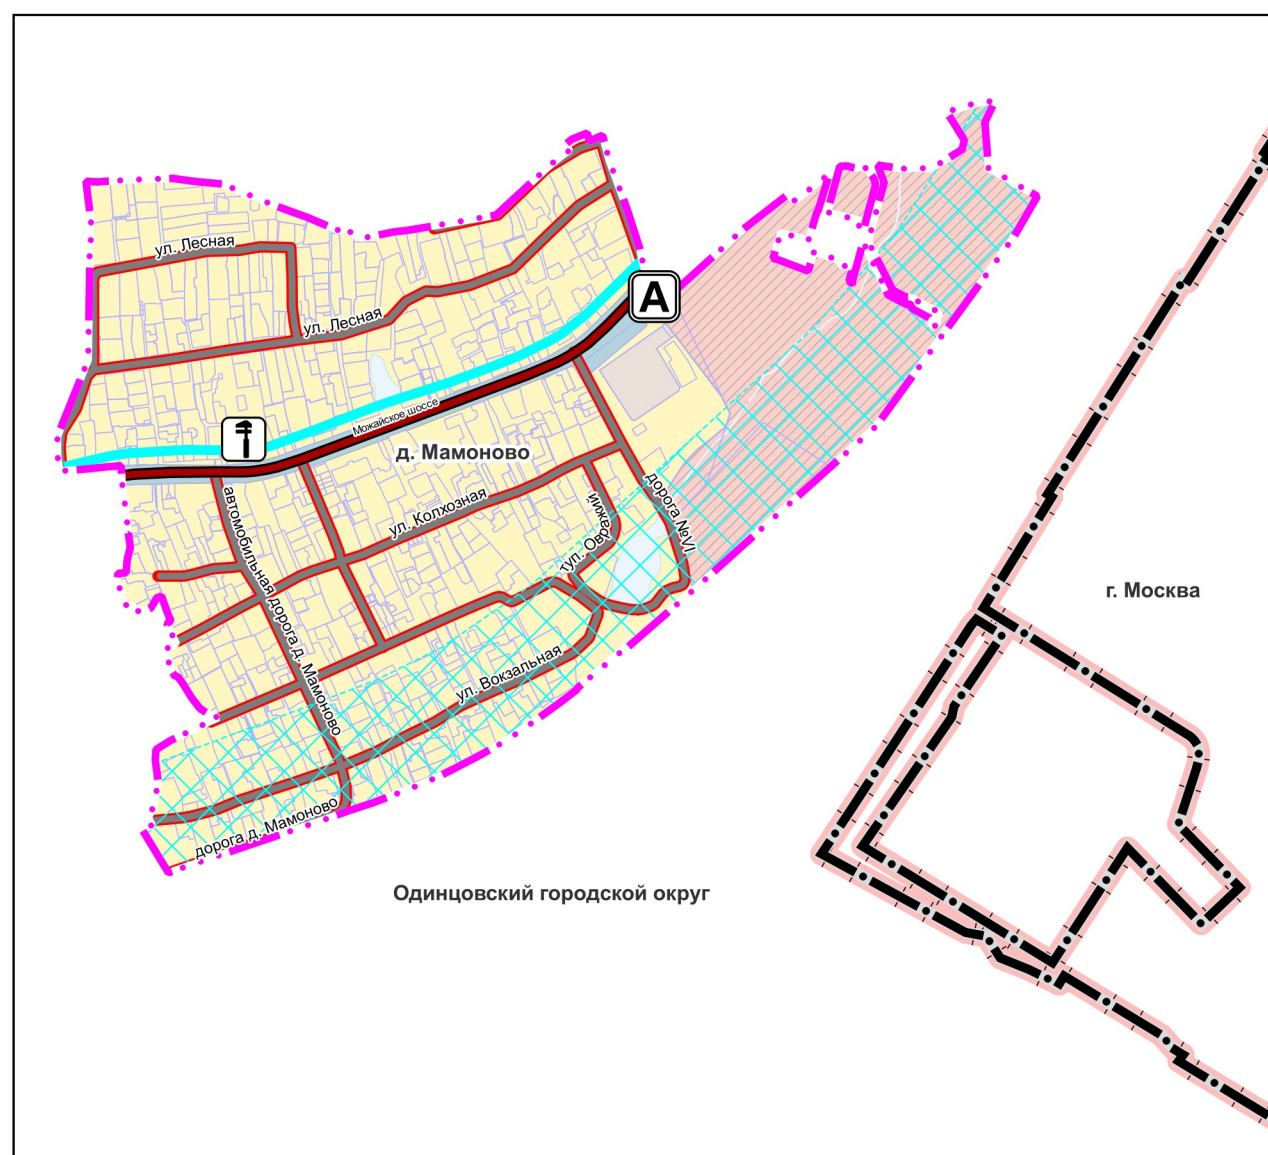 ул. Лесная
ул. Лесная
А
Можайское шоссе
д. Мамоново
ул. Колхозная
автомобильная дорога д. Мамоново
дорога №VI
туп. Овражий
ул. Вокзальная
дорога д. Мамоново
г. Москва
Одинцовский городской округ